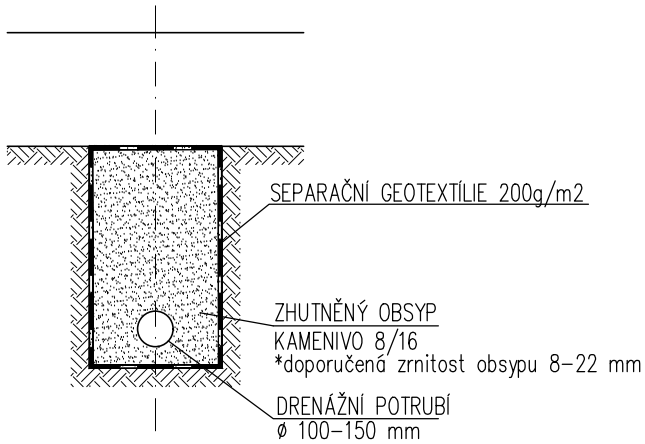 SEPARAČNÍ GEOTEXTÍLIE 200g/m2
ZHUTNĚNÝ OBSYP
KAMENIVO 8/16
*doporučená zrnitost obsypu 8-22 mm
DRENÁŽNÍ POTRUBÍ
ø 100-150 mm